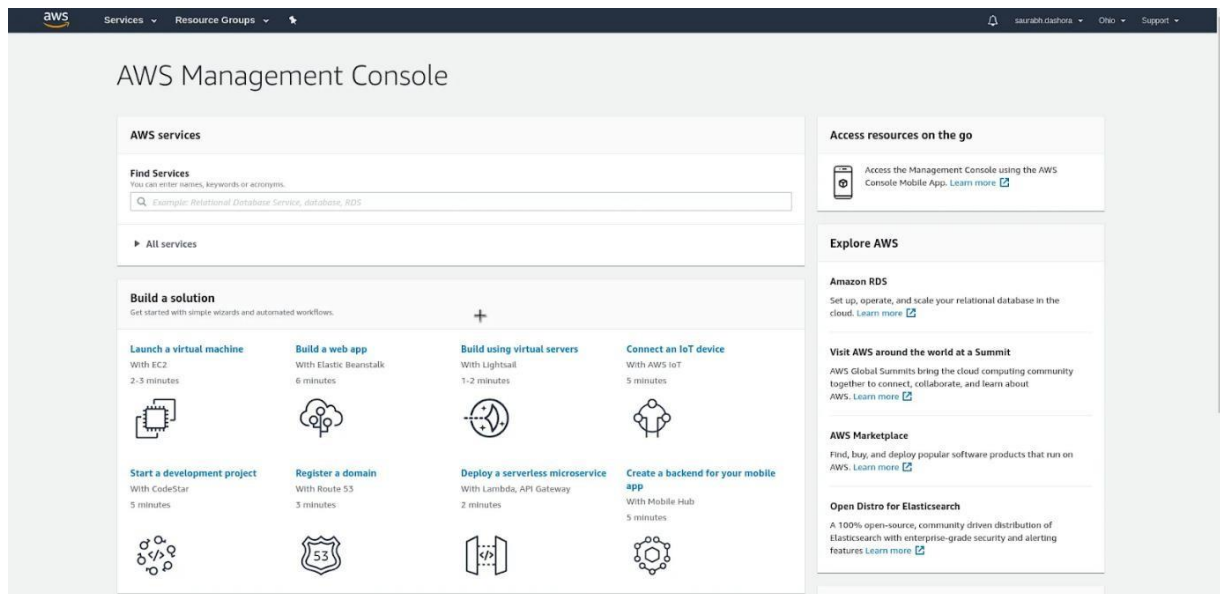 aws
Services
Resource Groups
saurabh.dashora
Ohio
Support
AWS Management Console
AWS services
Find Services
You can enter names, keywords or acronyms.
Example: Relational Database Service, database, RDS
All services
Build a solution
Get started with simple wizards and automated workflows.
Launch a virtual machine
With EC2
2-3 minutes
Build a web app
With Elastic Beanstalk
6 minutes
Build using virtual servers
With Lightsail
1-2 minutes
Connect an IoT device
With AWS IoT
5 minutes
Start a development project
With CodeStar
5 minutes
Register a domain
With Route 53
3 minutes
53
Deploy a serverless microservice
With Lambda, API Gateway
2 minutes
Create a backend for your mobile
app
With Mobile Hub
5 minutes
Access resources on the go
Access the Management Console using the AWS
Console Mobile App. Learn more
Explore AWS
Amazon RDS
Set up, operate, and scale your relational database in the
cloud. Learn more
Visit AWS around the world at a Summit
AWS Global Summits bring the cloud computing community
together to connect, collaborate, and learn about
AWS. Learn more
AWS Marketplace
Find, buy, and deploy popular software products that run on
AWS. Learn more
Open Distro for Elasticsearch
A 100% open-source, community driven distribution of
Elasticsearch with enterprise-grade security and alerting
features Learn more